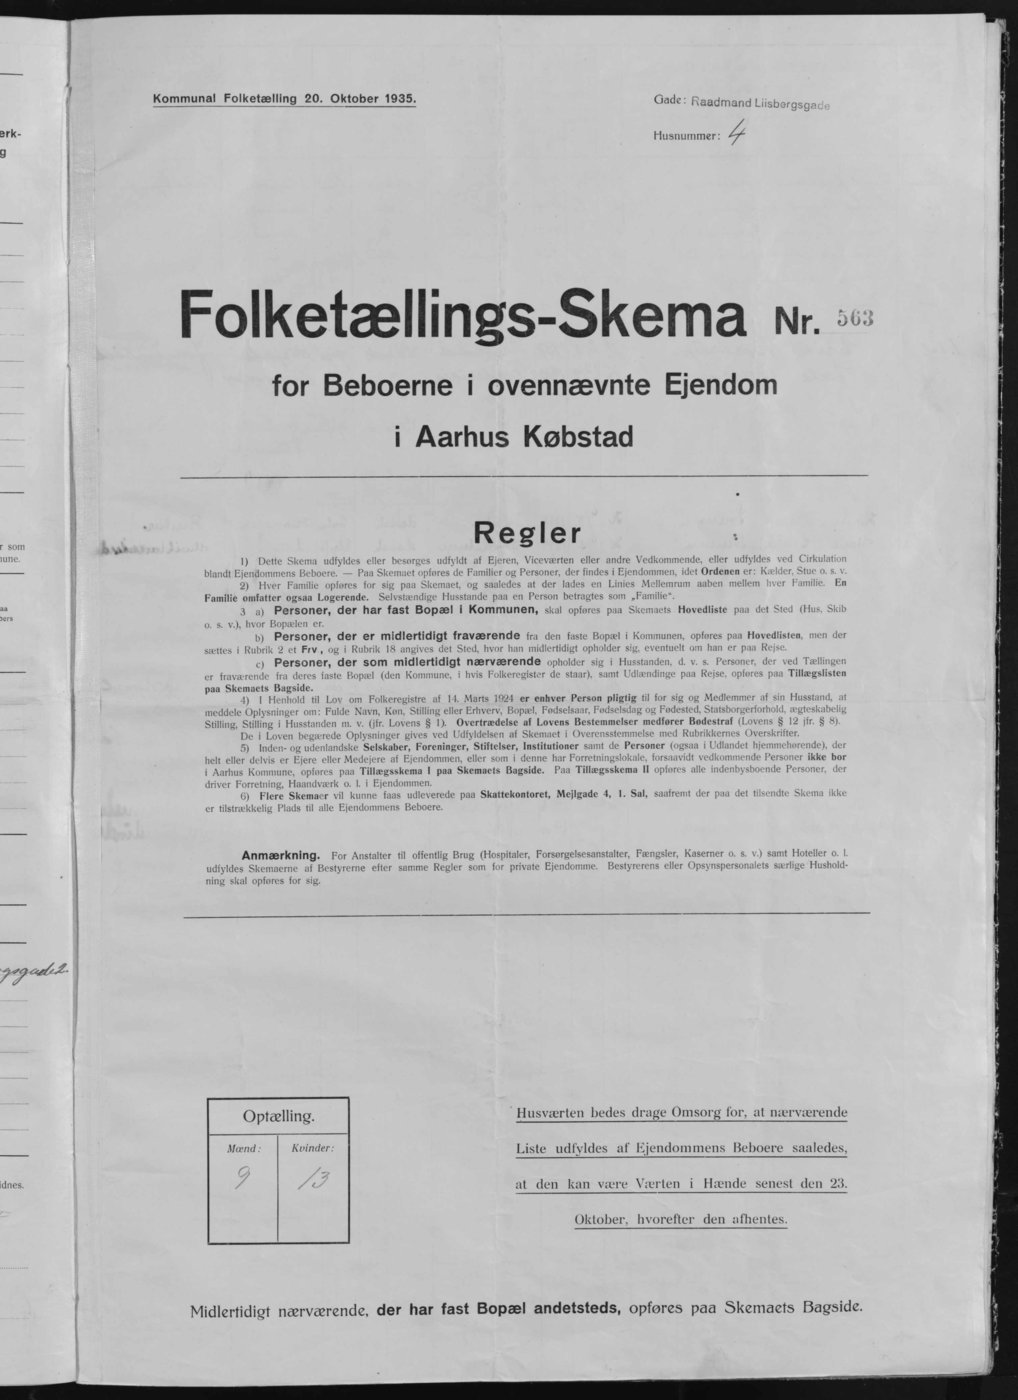 Kommunal Folketælling 20. Oktober 1935.
Gade: Raadmand Liisbergsgade
Husnummer: 4
Folketællings-Skema Nr. 563
for Beboerne i ovennævnte Ejendom
i Aarhus Købstad
Regler
1) Dette Skema udfyldes eller besørges udfyldt af Ejeren, Viceværten eller andre Vedkommende, eller udfyldes ved Cirkulation
blandt Ejendommens Beboere. — Paa Skemaet opføres de Familier og Personer, der findes i Ejendommen, idet Ordenen er: Kælder, Stue o. s. v.
2) Hver Familie opføres for sig paa Skemaet, og saaledes at der lades en Linies Mellemrum aaben mellem hver Familie. En
Familie omfatter ogsaa Logerende. Selvstændige Husstande paa en Person betragtes som „Familie“.
3 a) Personer, der har fast Bopæl i Kommunen, skal opføres paa Skemaets Hovedliste paa det Sted (Hus, Skib
o. s. v.), hvor Bopælen er.
b) Personer, der er midlertidigt fraværende fra den faste Bopæl i Kommunen, opføres paa Hovedlisten, men der
sættes i Rubrik 2 et Frv., og i Rubrik 18 angives det Sted, hvor han midlertidigt opholder sig, eventuelt om han er paa Rejse.
c) Personer, der som midlertidigt nærværende opholder sig i Husstanden, d. v. s. Personer, der ved Tællingen
er fraværende fra deres faste Bopæl (den Kommune, i hvis Folkeregister de staar), samt Udlændinge paa Rejse, opføres paa Tillægslisten
paa Skemaets Bagside.
4) I Henhold til Lov om Folkeregistre af 14. Marts 1924 er enhver Person pligtig til for sig og Medlemmer af sin Husstand, at
meddele Oplysninger om: Fulde Navn, Køn, Stilling eller Erhverv, Bopæl, Fødselsaar, Fødselsdag og Fødested, Statsborgerforhold, ægteskabelig
Stilling, Stilling i Husstanden m. v. (jfr. Lovens § 1). Overtrædelse af Lovens Bestemmelser medfører Bødestraf (Lovens § 12 jfr. § 8).
De i Loven begærede Oplysninger gives ved Udfyldelsen af Skemaet i Overensstemmelse med Rubrikkernes Overskrifter.
5) Inden- og udenlandske Selskaber, Foreninger, Stiftelser, Institutioner samt de Personer (ogsaa i Udlandet hjemmehørende), der
helt eller delvis er Ejere eller Medejere af Ejendommen, eller som i denne har Forretningslokale, forsaavidt vedkommende Personer ikke bor
i Aarhus Kommune, opføres paa Tillægsskema I paa Skemaets Bagside. Paa Tillægsskema II opføres alle indenbysboende Personer, der
driver Forretning, Haandværk o. l. i Ejendommen.
6) Flere Skemaer vil kunne faas udleverede paa Skattekontoret, Mejlgade 4, 1. Sal, saafremt der paa det tilsendte Skema ikke
er tilstrækkelig Plads til alle Ejendommens Beboere.
Anmærkning. For Anstalter til offentlig Brug (Hospitaler, Forsørgelsesanstalter, Fængsler, Kaserner o. s. v.) samt Hoteller o. l.
udfyldes Skemaerne af Bestyrerne efter samme Regler som for private Ejendomme. Bestyrerens eller Opsynspersonalets særlige Hushold-
ning skal opføres for sig.
Optælling.
Mænd: Kvinder:
9 13
Husværten bedes drage Omsorg for, at nærværende
Liste udfyldes af Ejendommens Beboere saaledes,
at den kan være Værten i Hænde senest den 23.
Oktober, hvorefter den afhentes.
Midlertidigt nærværende, der har fast Bopæl andetsteds, opføres paa Skemaets Bagside.